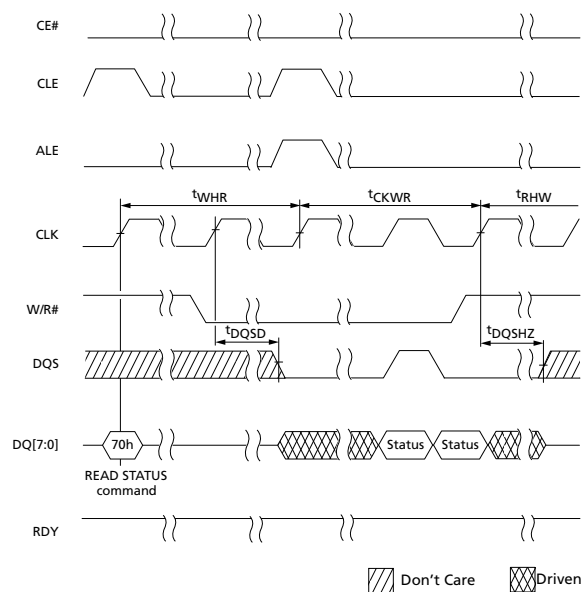 CE#
CLE
ALE
tWHR
tCKWR
tRHW
CLK
W/R#
tDQSD
tDQSHZ
DQS
DQ[7:0]
70h
Status
Status
READ STATUS
command
RDY
Don't Care
Driven